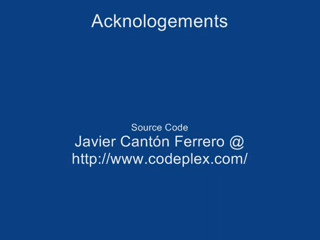 Acknologements
Source Code
Javier Cantón Ferrero @
http://www.codeplex.com/